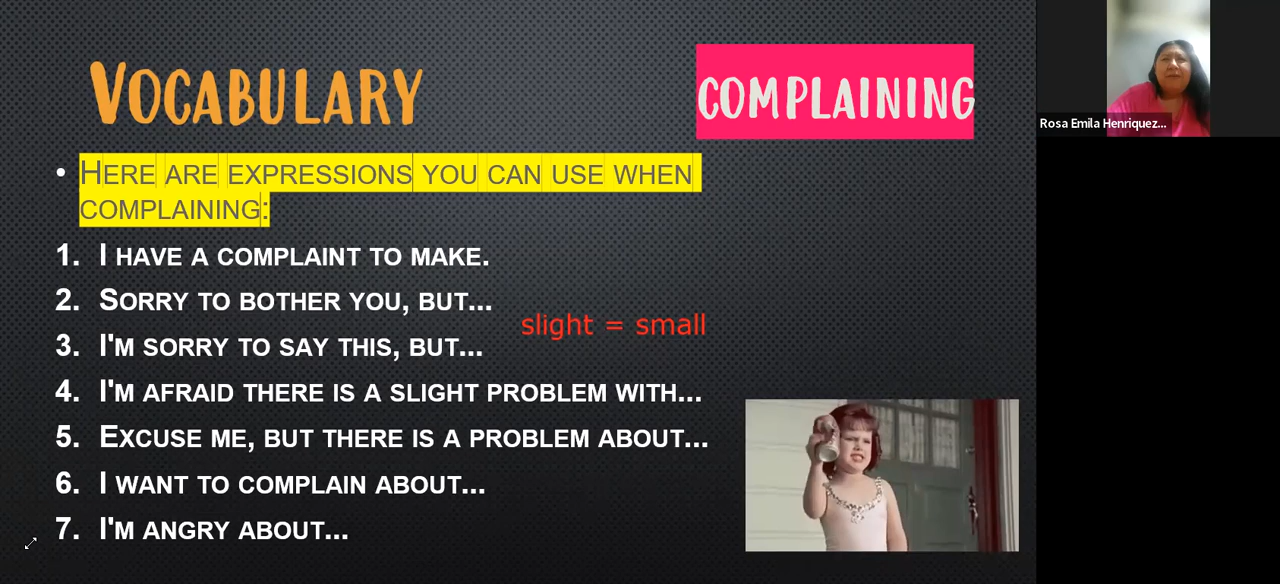 VOCABULARY
COMPLAINING
Rosa Emila Henriquez...
• HERE ARE EXPRESSIONS YOU CAN USE WHEN
COMPLAINING:
1. I HAVE A COMPLAINT TO MAKE.
2. SORRY TO BOTHER YOU, BUT...
slight = small
3. I'M SORRY TO SAY THIS, BUT...
4. I'M AFRAID THERE IS A SLIGHT PROBLEM WITH...
5. EXCUSE ME, BUT THERE IS A PROBLEM ABOUT...
6. I WANT TO COMPLAIN ABOUT...
7. I'M ANGRY ABOUT...